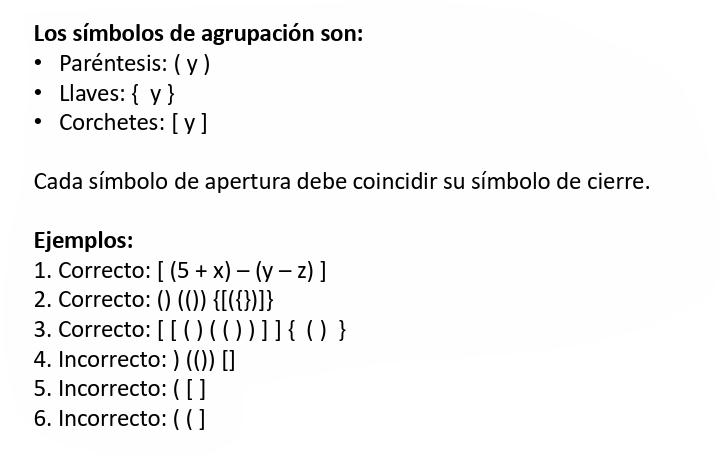 Los símbolos de agrupación son:
• Paréntesis: ( y )
• Llaves: { y }
• Corchetes: [ y ]
Cada símbolo de apertura debe coincidir su símbolo de cierre.
Ejemplos:
1. Correcto: [ (5 + x) – (y – z) ]
2. Correcto: () (()) {[({})]}
3. Correcto: [ [ ( ) ( ( ) ) ] ] { ( ) }
4. Incorrecto: ) (()) []
5. Incorrecto: ( [ ]
6. Incorrecto: ( ( ]